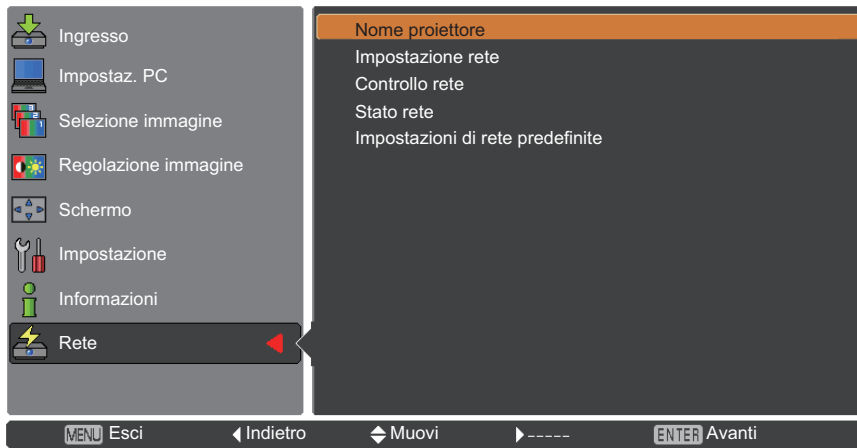 Ingresso
Impostaz. PC
Selezione immagine
Regolazione immagine
Schermo
Impostazione
Informazioni
Rete
Nome proiettore
Impostazione rete
Controllo rete
Stato rete
Impostazioni di rete predefinite
MENU Esci Indietro Muovi ----- ENTER Avanti